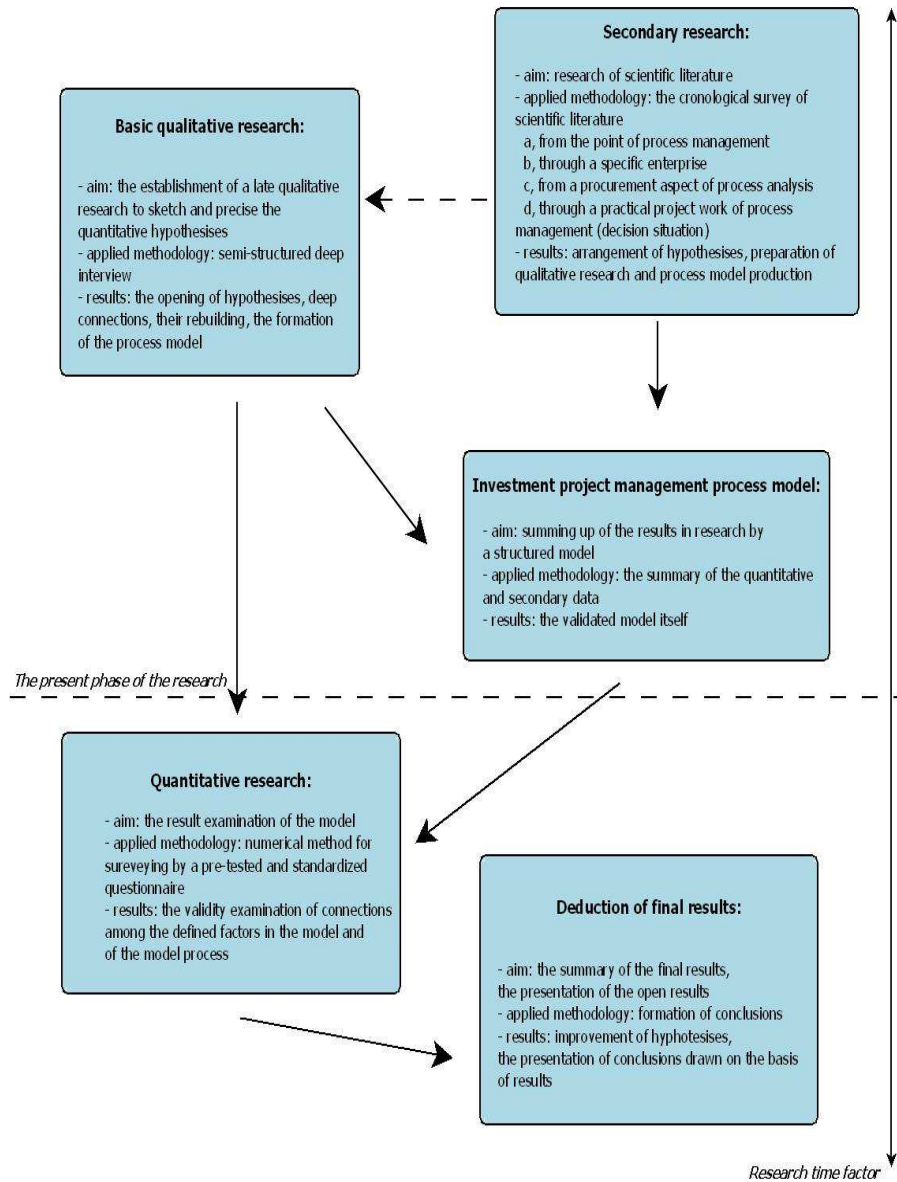 Secondary research:
- aim: research of scientific literature
- applied methodology: the cronological survey of
scientific literature
a, from the point of process management
b, through a specific enterprise
c, from a procurement aspect of process analysis
d, through a practical project work of process
management (decision situation)
- results: arrangement of hypothesises, preparation of
qualitative research and process model production
Basic qualitative research:
- aim: the establishment of a late qualitative
research to sketch and precise the
quantitative hypothesises
- applied methodology: semi-structured deep
interview
- results: the opening of hypothesises, deep
connections, their rebuilding, the formation
of the process model
Investment project management process model:
- aim: summing up of the results in research by
a structured model
- applied methodology: the summary of the quantitative
and secondary data
- results: the validated model itself
The present phase of the research
Quantitative research:
- aim: the result examination of the model
- applied methodology: numerical method for
sureveying by a pre-tested and standardized
questionnaire
- results: the validity examination of connections
among the defined factors in the model and
of the model process
Deduction of final results:
- aim: the summary of the final results,
the presentation of the open results
- applied methodology: formation of conclusions
- results: improvement of hyphotesises,
the presentation of conclusions drawn on the basis
of results
Research time factor